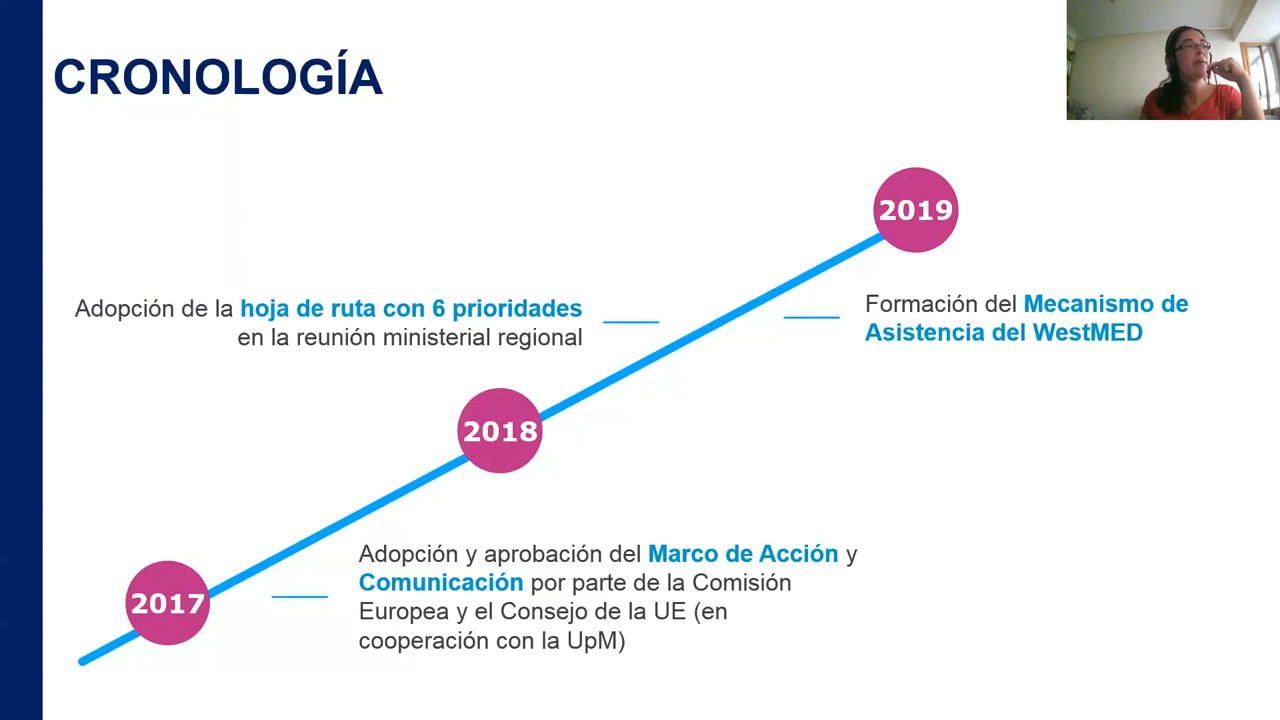 CRONOLOGÍA
2019
Adopción de la hoja de ruta con 6 prioridades
en la reunión ministerial regional
Formación del Mecanismo de
Asistencia del WestMED
2018
Adopción y aprobación del Marco de Acción y
Comunicación por parte de la Comisión
Europea y el Consejo de la UE (en
cooperación con la UpM)
2017